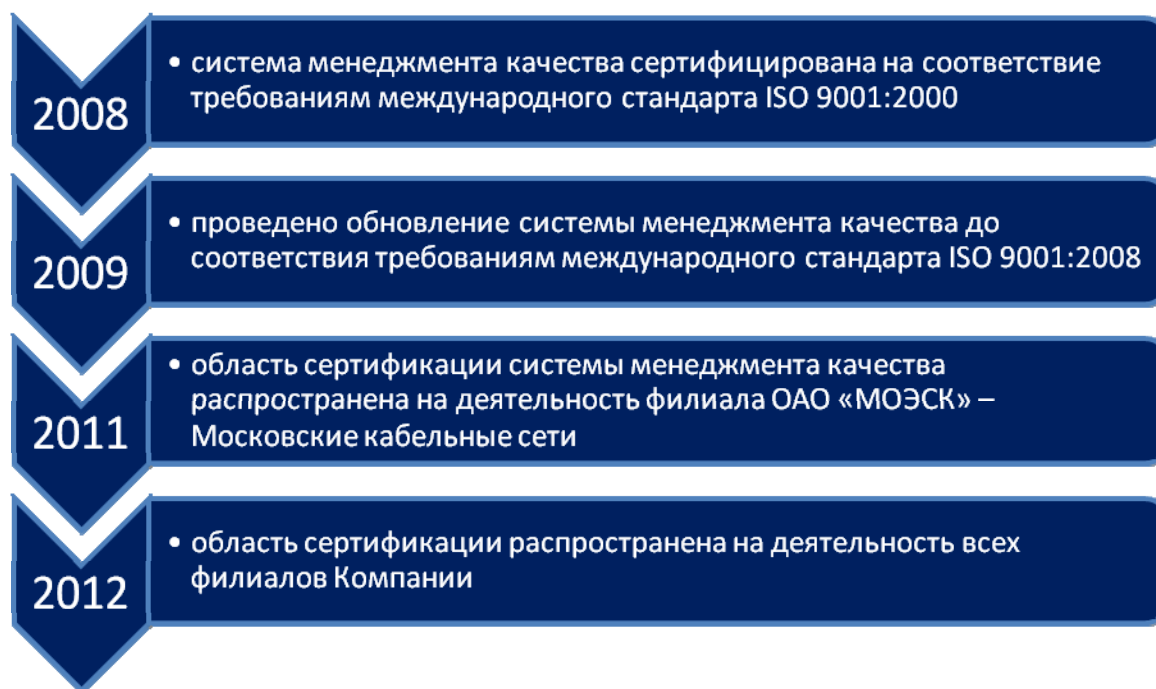 2008
• система менеджмента качества сертифицирована на соответствие
требованиям международного стандарта ISO 9001:2000
2009
• проведено обновление системы менеджмента качества до
соответствия требованиям международного стандарта ISO 9001:2008
2011
• область сертификации системы менеджмента качества
распространена на деятельность филиала ОАО «МОЭСК» –
Московские кабельные сети
2012
• область сертификации распространена на деятельность всех
филиалов Компании